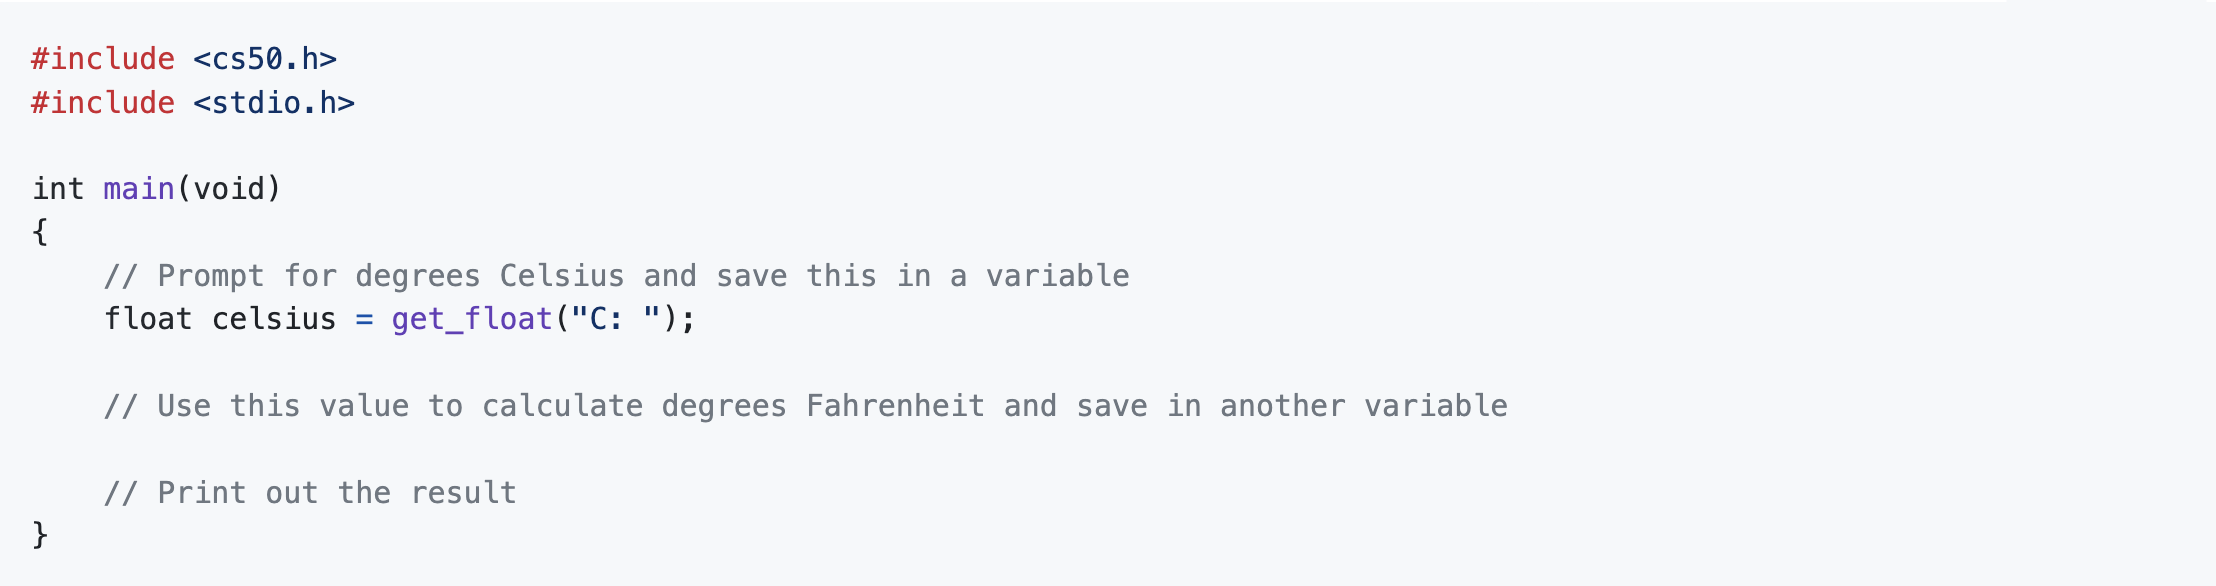 #include <cs50.h>
#include <stdio.h>

int main(void)
{
    // Prompt for degrees Celsius and save this in a variable
    float celsius = get_float("C: ");

    // Use this value to calculate degrees Fahrenheit and save in another variable

    // Print out the result
}